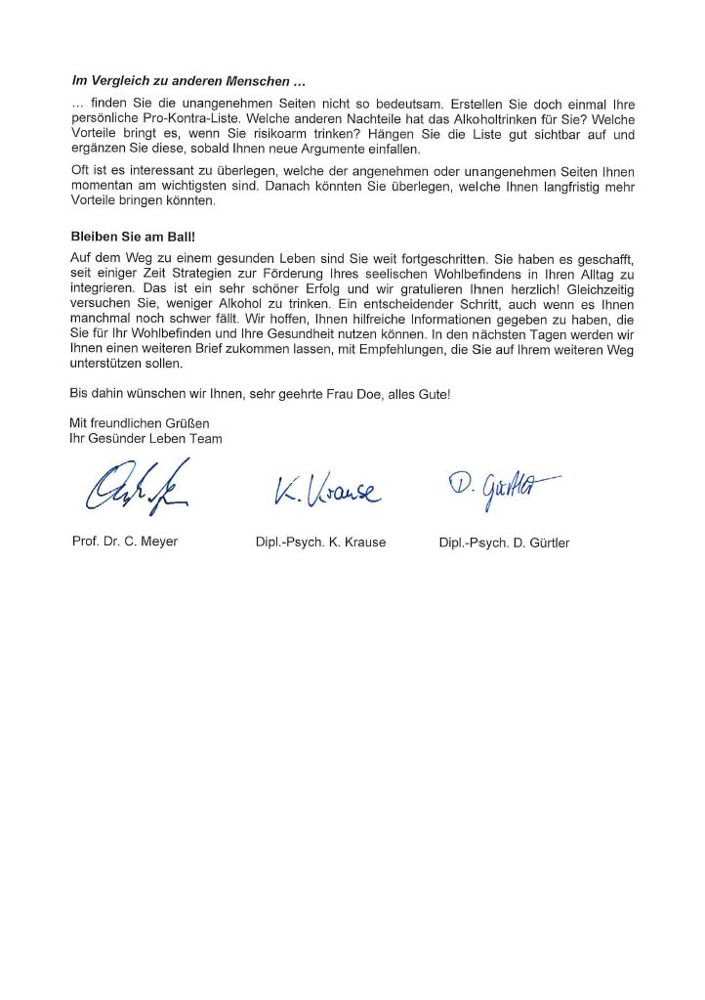 Im Vergleich zu anderen Menschen ...
... finden Sie die unangenehmen Seiten nicht so bedeutsam. Erstellen Sie doch einmal Ihre
persönliche Pro-Kontra-Liste. Welche anderen Nachteile hat das Alkoholtrinken für Sie? Welche
Vorteile bringt es, wenn Sie risikoarm trinken? Hängen Sie die Liste gut sichtbar auf und
ergänzen Sie diese, sobald Ihnen neue Argumente einfallen.
Oft ist es interessant zu überlegen, welche der angenehmen oder unangenehmen Seiten Ihnen
momentan am wichtigsten sind. Danach könnten Sie überlegen, welche Ihnen langfristig mehr
Vorteile bringen könnten.
Bleiben Sie am Ball!
Auf dem Weg zu einem gesunden Leben sind Sie weit fortgeschritten. Sie haben es geschafft,
seit einiger Zeit Strategien zur Förderung Ihres seelischen Wohlbefindens in Ihren Alltag zu
integrieren. Das ist ein sehr schöner Erfolg und wir gratulieren Ihnen herzlich! Gleichzeitig
versuchen Sie, weniger Alkohol zu trinken. Ein entscheidender Schritt, auch wenn es Ihnen
manchmal noch schwer fällt. Wir hoffen, Ihnen hilfreiche Informationen gegeben zu haben, die
Sie für Ihr Wohlbefinden und Ihre Gesundheit nutzen können. In den nächsten Tagen werden wir
Ihnen einen weiteren Brief zukommen lassen, mit Empfehlungen, die Sie auf Ihrem weiteren Weg
unterstützen sollen.
Bis dahin wünschen wir Ihnen, sehr geehrte Frau Doe, alles Gute!
Mit freundlichen Grüßen
Ihr Gesünder Leben Team
K. Krause D. Gürtler
Prof. Dr. C. Meyer Dipl.-Psych. K. Krause Dipl.-Psych. D. Gürtler